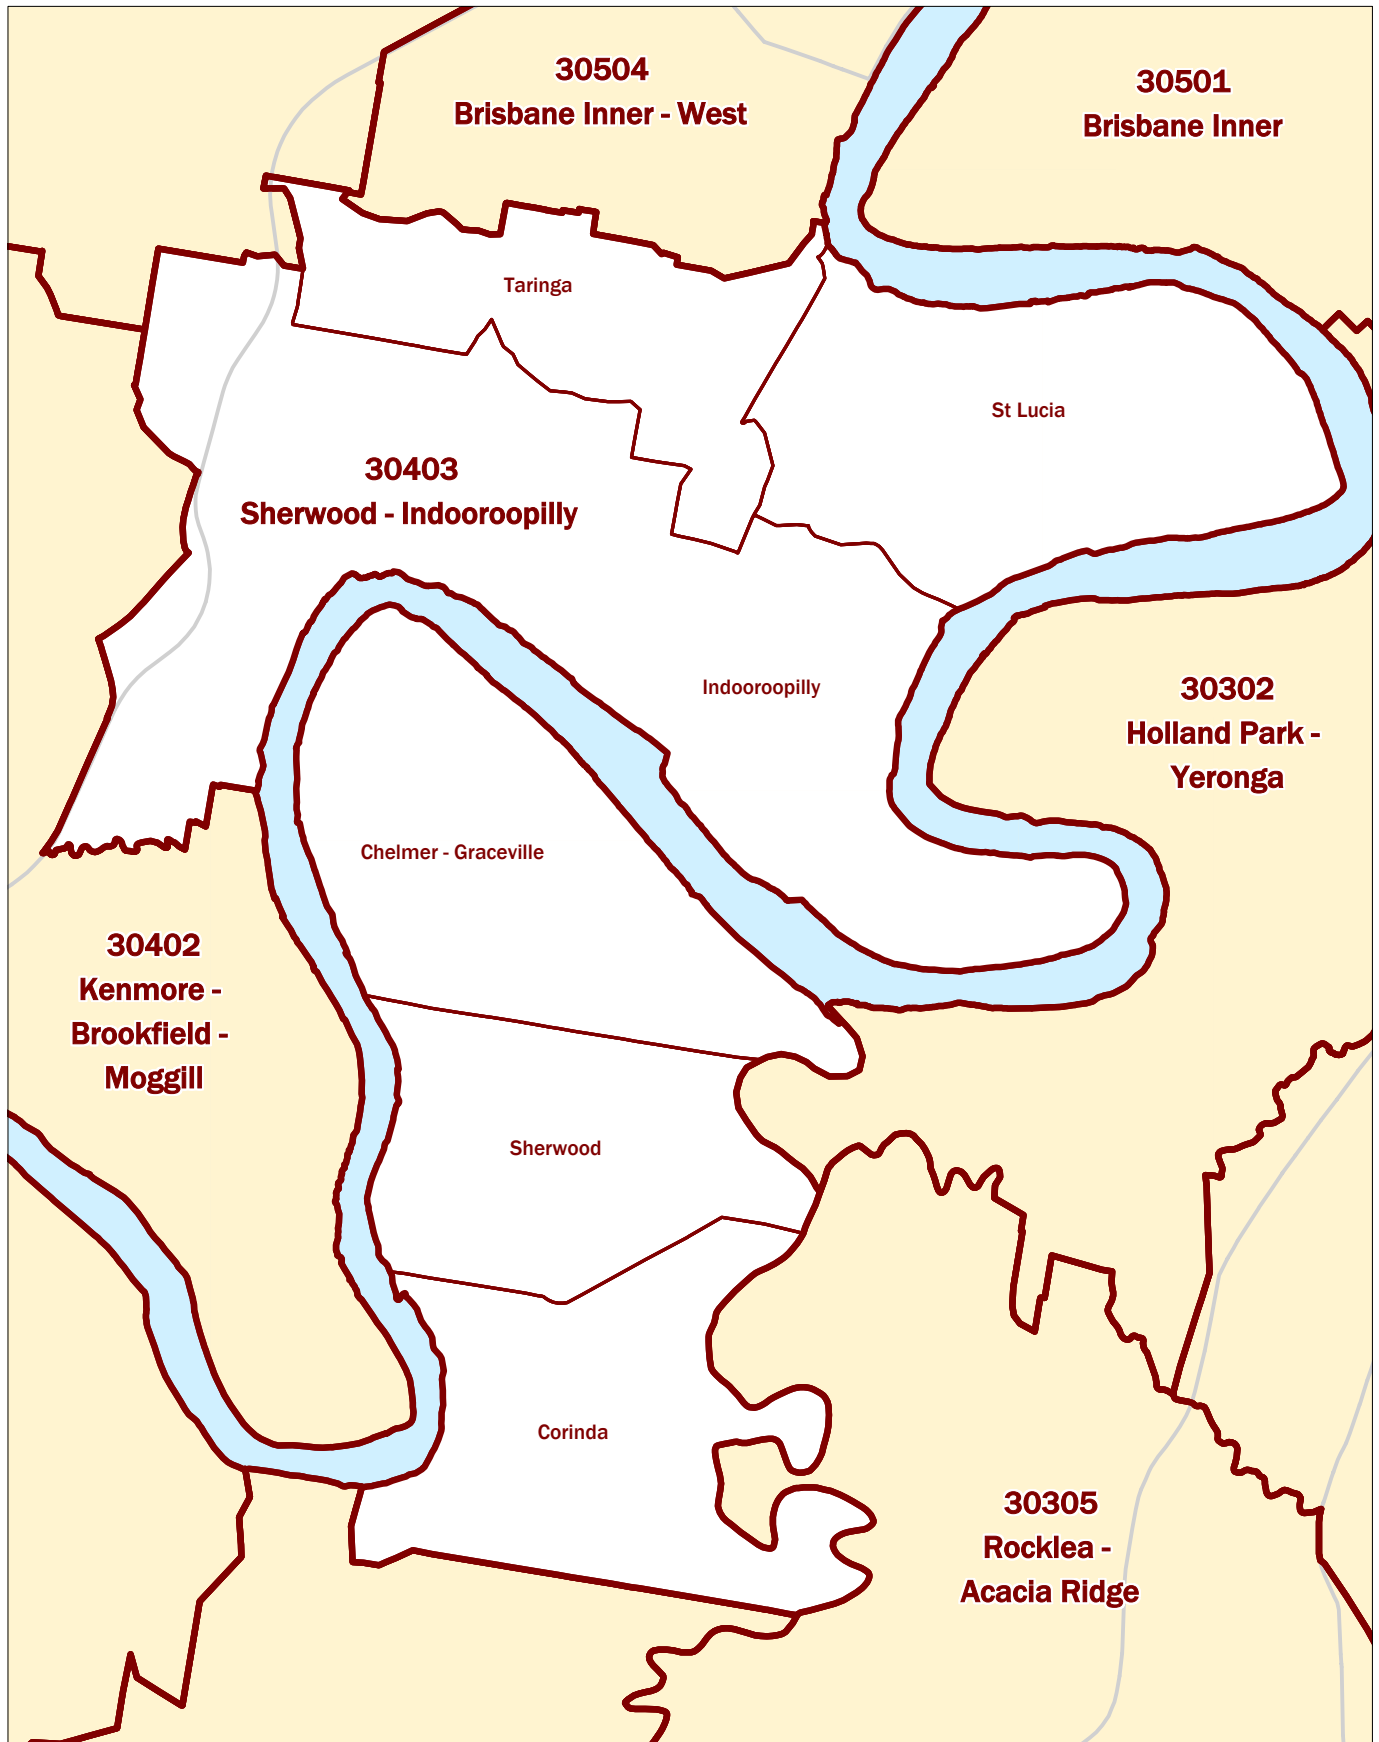 30504
Brisbane Inner - West
30501
Brisbane Inner
Taringa
St Lucia
30403
Sherwood - Indooroopilly
Indooroopilly
30302
Holland Park -
Yeronga
Chelmer - Graceville
30402
Kenmore -
Brookfield -
Moggill
Sherwood
Corinda
30305
Rocklea -
Acacia Ridge